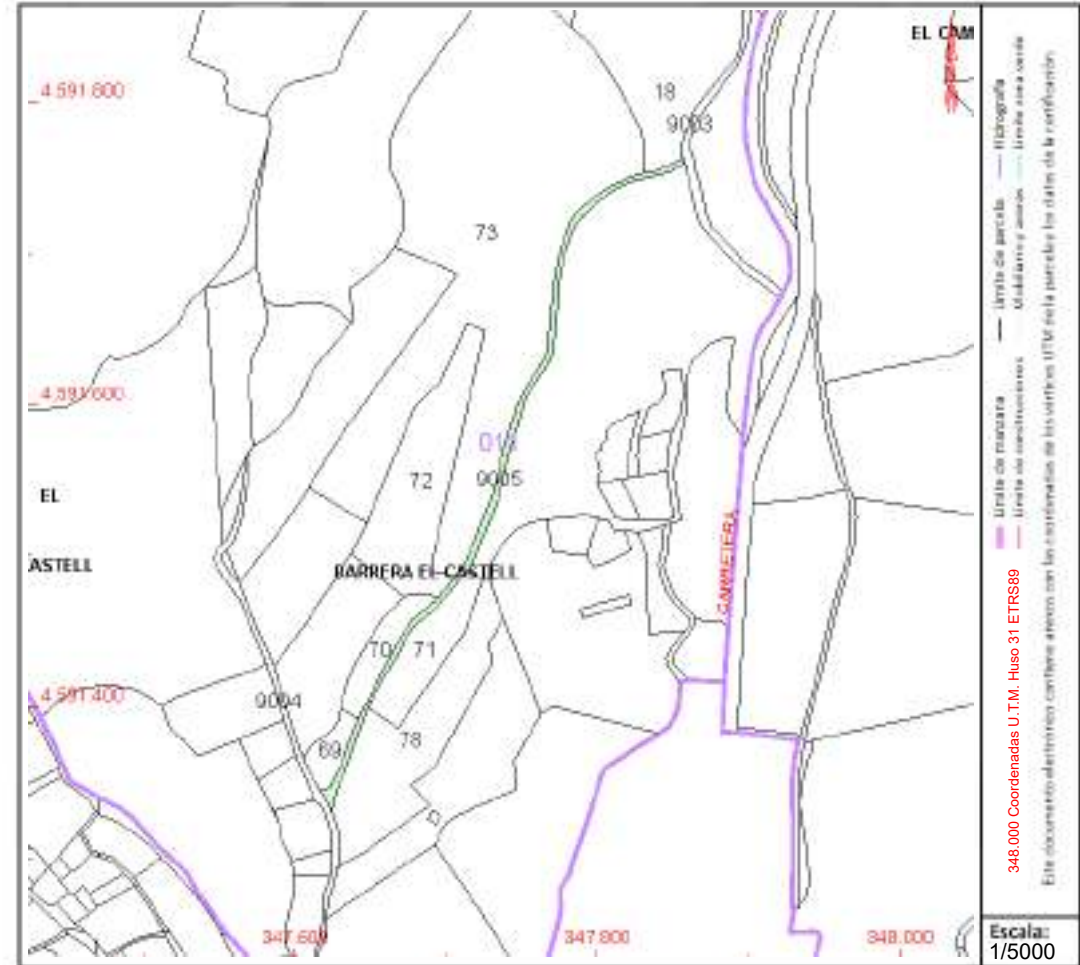 EL CAM
4.591.800
18
9003
73
4.591.600
72
9005
EL
ASTELL
BARRERA EL CASTELL
CARRETERA
70
71
4.591.400
9004
69
78
347.600
347.800
348.000
Límite de manzana
Límite de parcela
Hidrografía
348.000 Coordenadas U.T.M. Huso 31 ETRS89
Límite de construcciones
Mobiliario y aceras
Límite zona verde
Este documento electrónico contiene anexos con las coordenadas de los vértices UTM de la parcela y los datos de la certificación
Escala:
1/5000